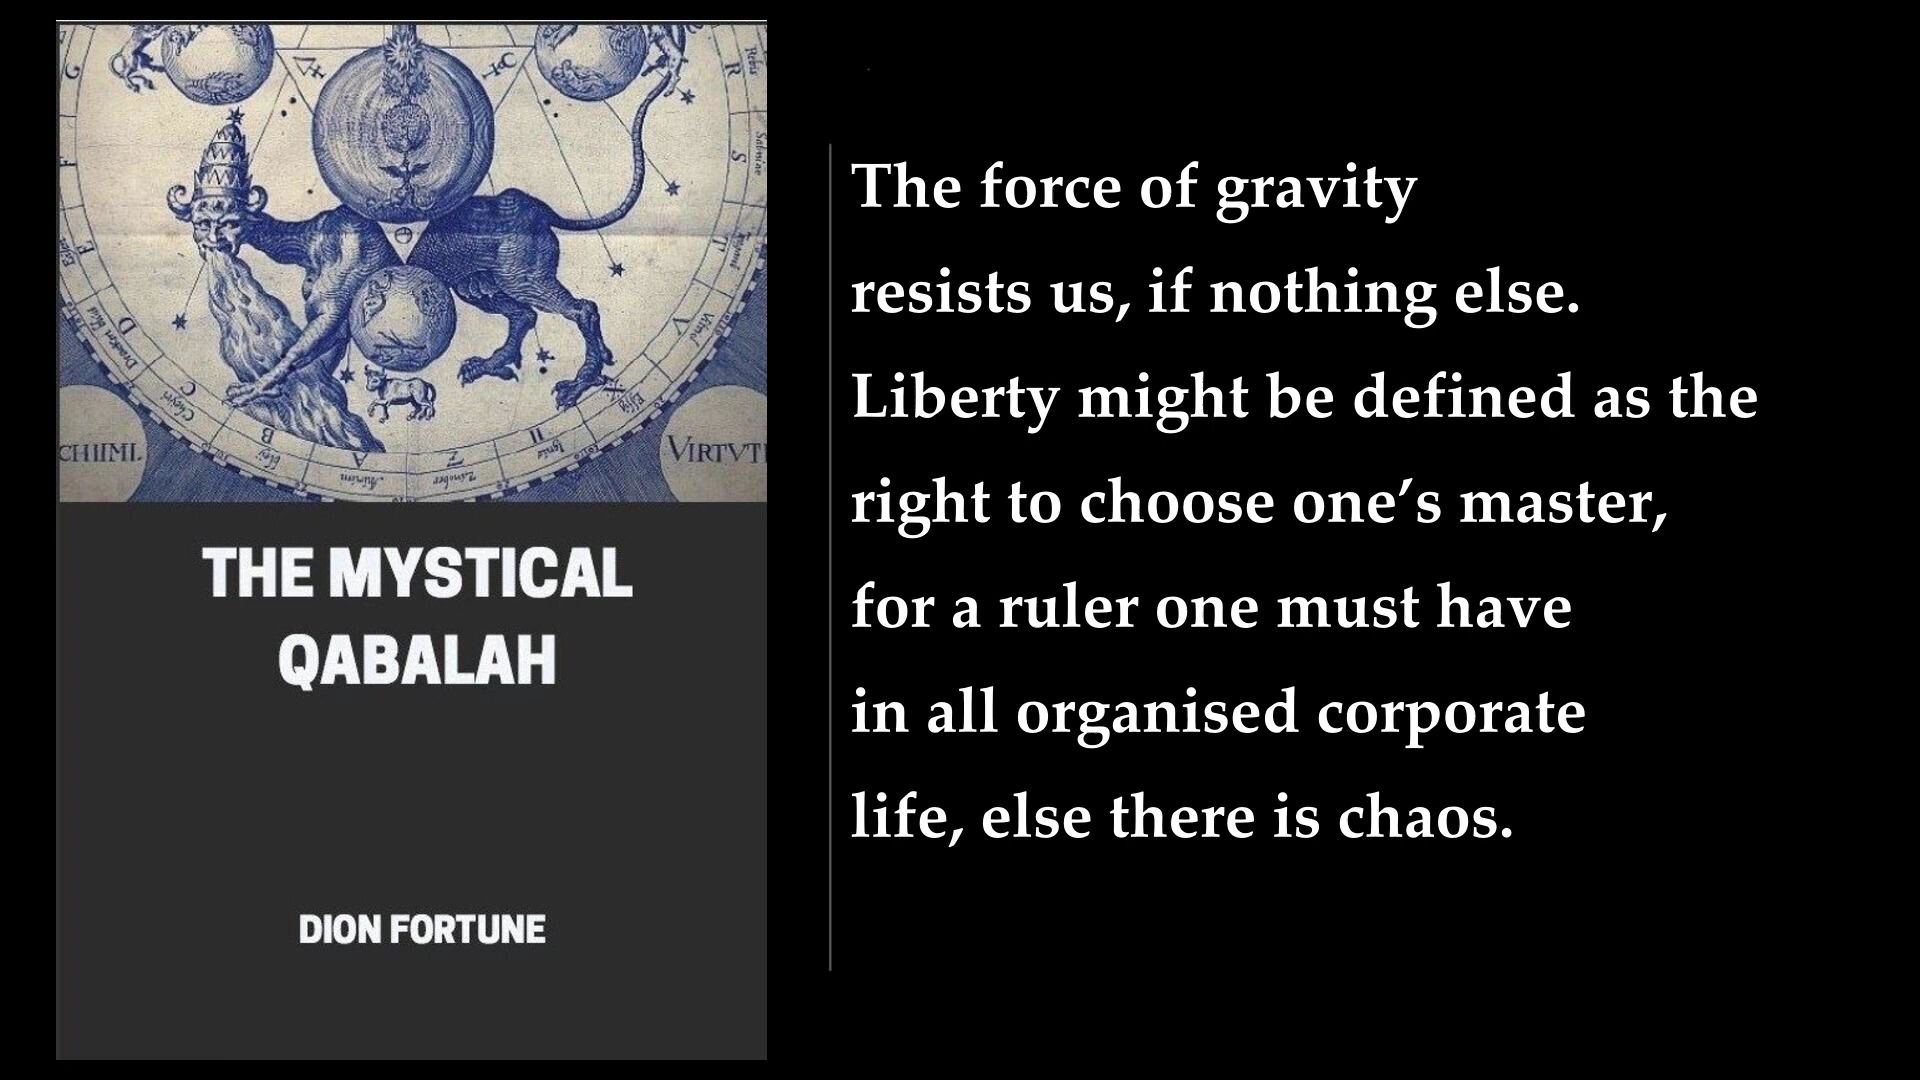 CHIIMI.
VIRTVT
THE MYSTICAL
QABALAH
DION FORTUNE
The force of gravity
resists us, if nothing else.
Liberty might be defined as the
right to choose one’s master,
for a ruler one must have
in all organised corporate
life, else there is chaos.